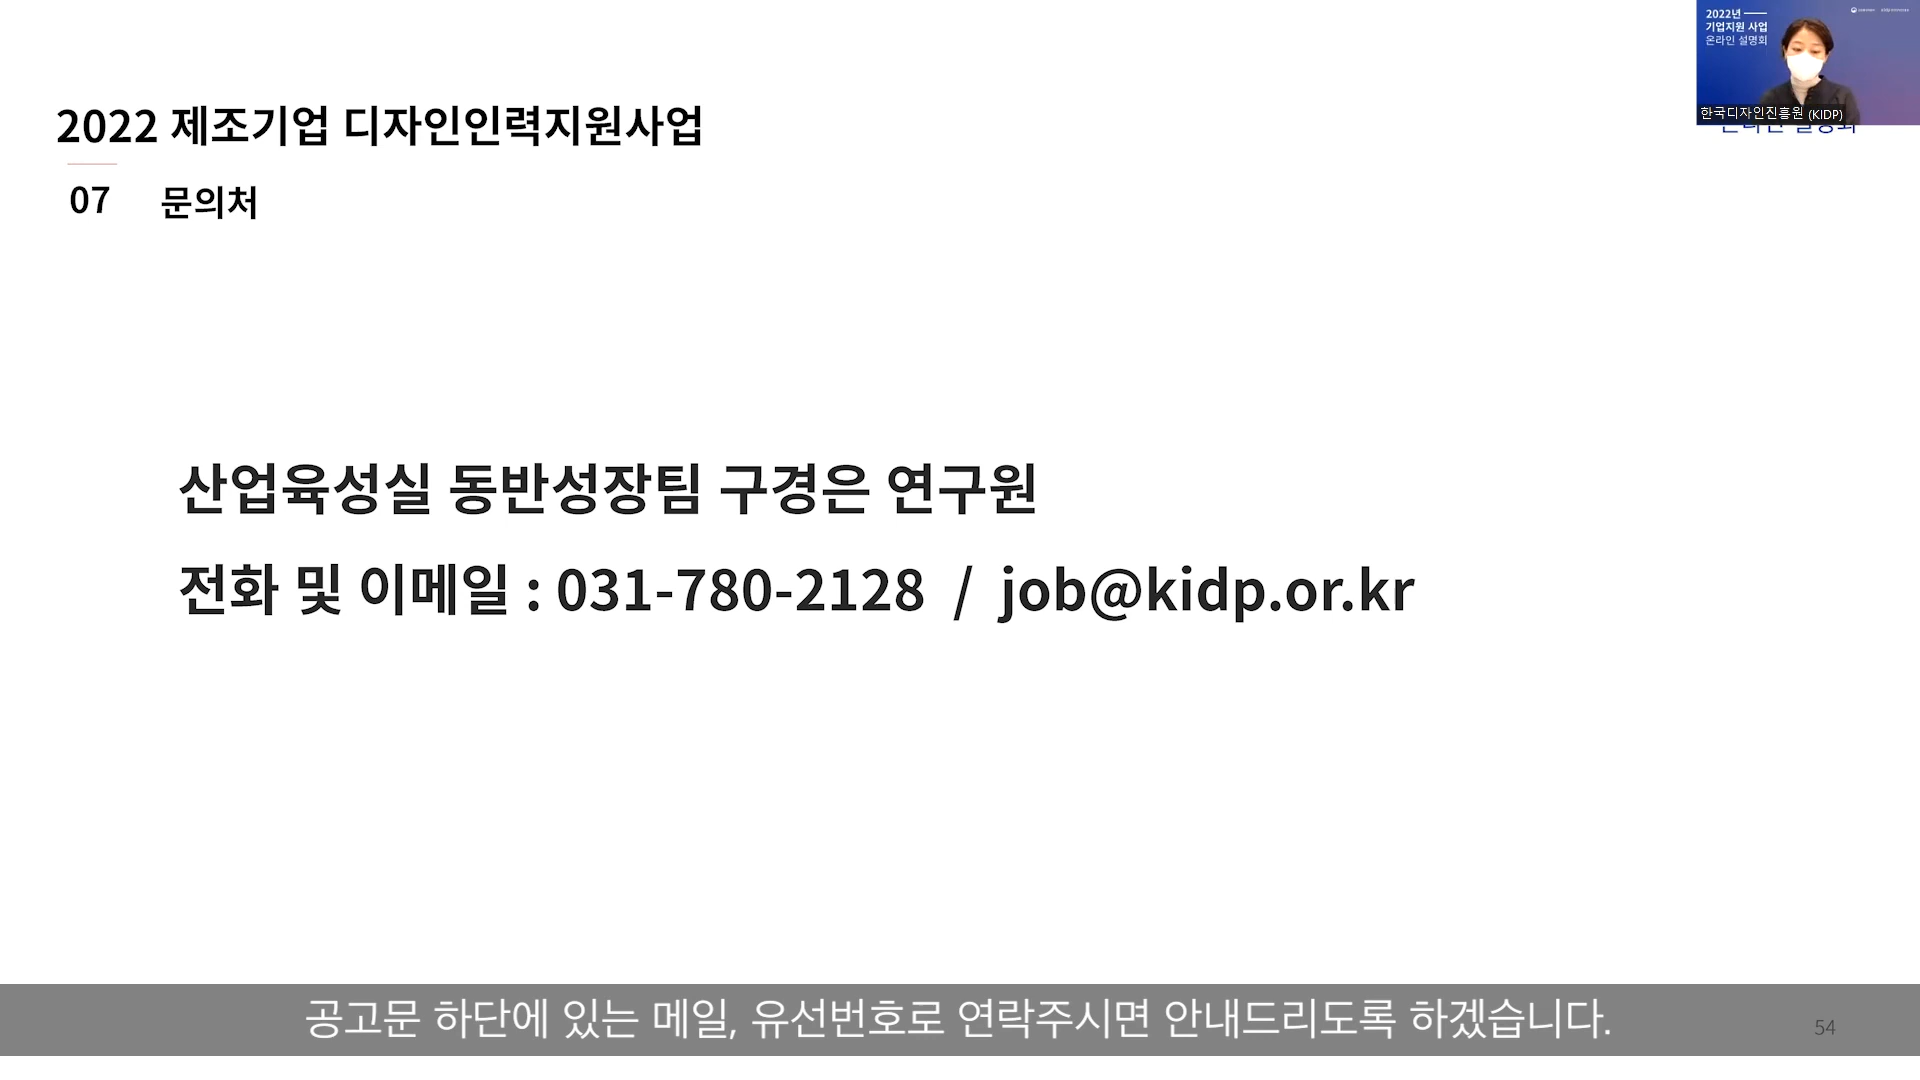 2022년
기업지원 사업
온라인 설명회
한국디자인진흥원 (KIDP)
2022 제조기업 디자인인력지원사업
07 문의처
산업육성실 동반성장팀 구경은 연구원
전화 및 이메일 : 031-780-2128 / job@kidp.or.kr
공고문 하단에 있는 메일, 유선번호로 연락주시면 안내드리도록 하겠습니다.
54